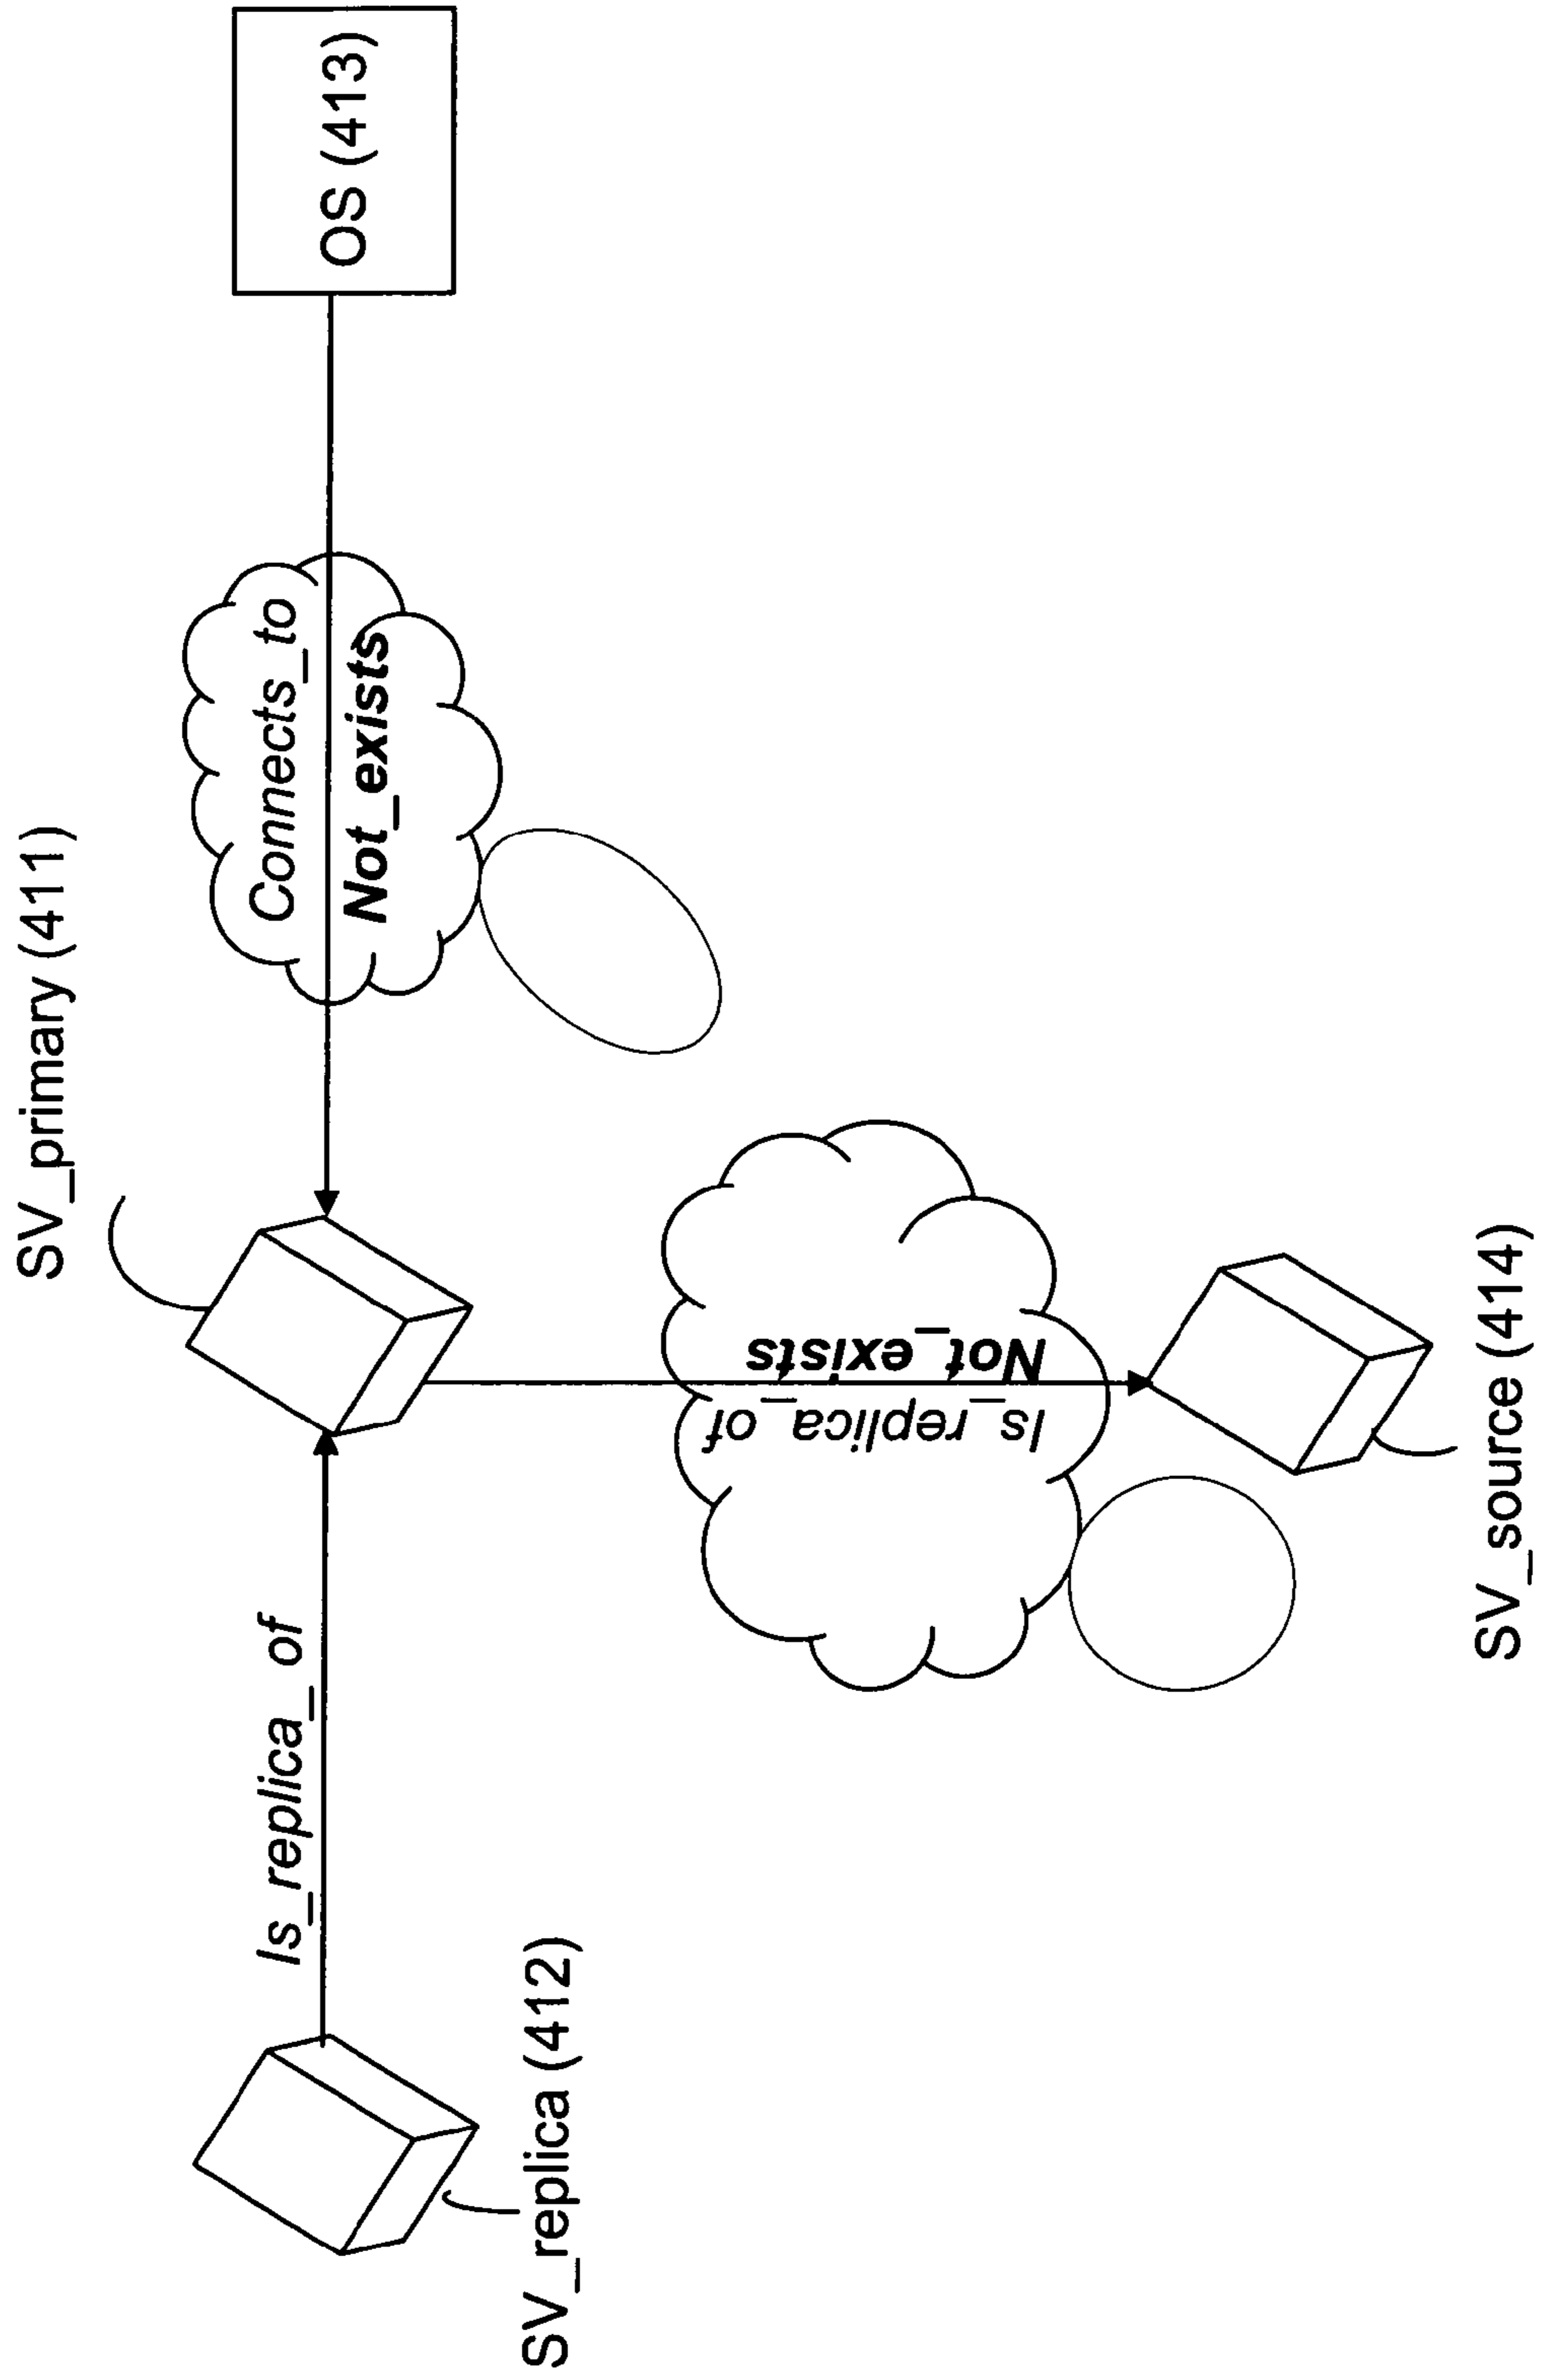 SV_primary (411)
Is_replica_of
Connects_to
Not_exists
OS (413)
SV_replica (412)
Is_replica_of
Not_exists
SV_source (414)